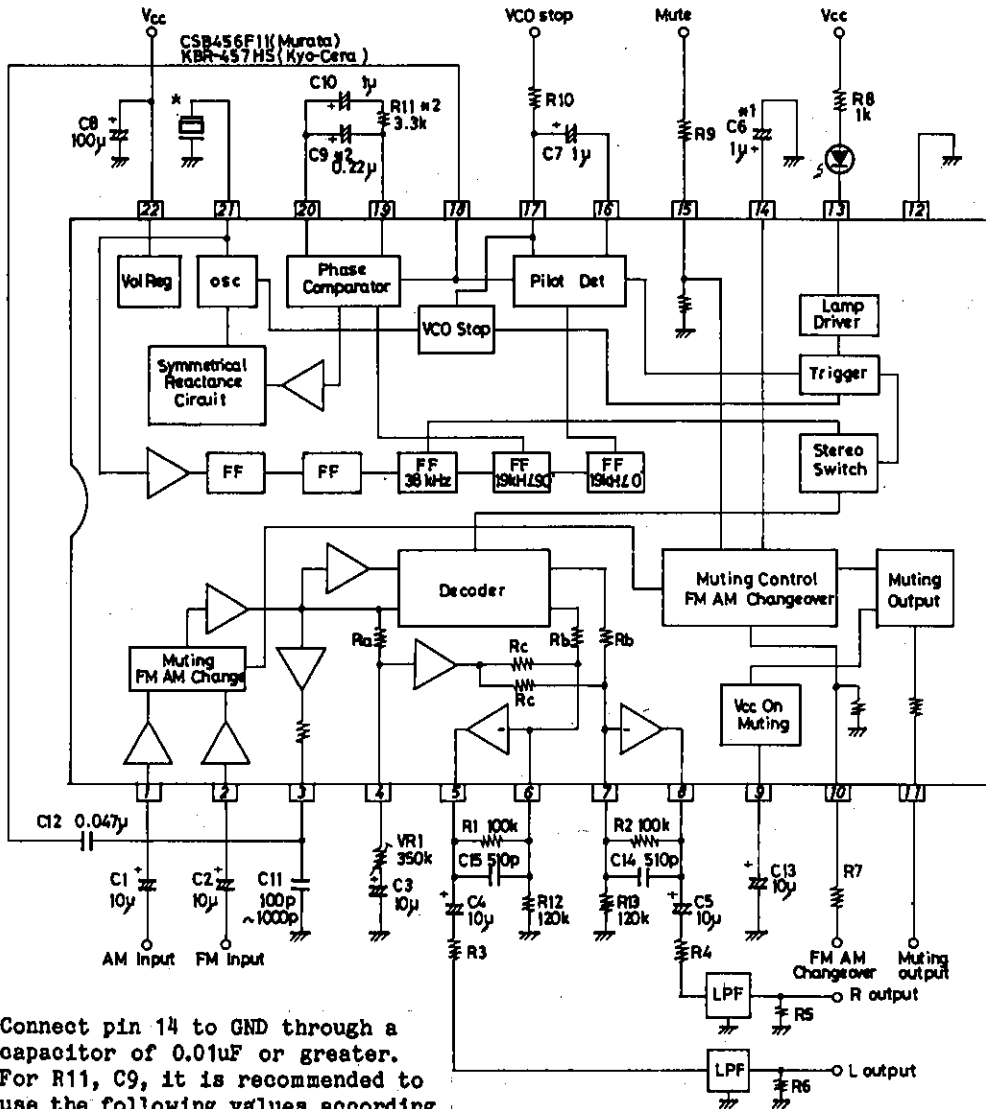 Vcc
VCO stop
Mute
Vcc
CSB456F11(Murata)
KBR-457HS(Kyo-Cera)
C8
100μ
*
C10 1μ
R11 *2
3.3k
C9 *2
0.22μ
R10
C7 1μ
R9
*1
C6
1μ
R8
1k
22 21 20 19 18 17 16 15 14 13 12
Vol Reg
OSC
Phase
Comparator
VCO Stop
Pilot Det
Lamp
Driver
Symmetrical
Reactance
Circuit
Trigger
Stereo
Switch
FF
FF
FF
38kHz
FF
19kH∠90
FF
19kH∠0
Decoder
Muting Control
FM AM Changeover
Muting
Output
Ra
Rb
Rb
Rc
Rc
Muting
FM AM Change
Vcc On
Muting
1 2 3 4 5 6 7 8 9 10 11
C12 0.047μ
C1
10μ
C2
10μ
C11
100p
~1000p
VR1
350k
C3
10μ
R1 100k
C15 510p
C4
10μ
R12
120k
R3
R2 100k
C14 510p
R13
120k
C5
10μ
R4
C13
10μ
R7
AM Input
FM Input
FM AM
Changeover
Muting
output
LPF
R output
R5
LPF
L output
R6
Connect pin 14 to GND through a
capacitor of 0.01uF or greater.
For R11, C9, it is recommended to
use the following values according